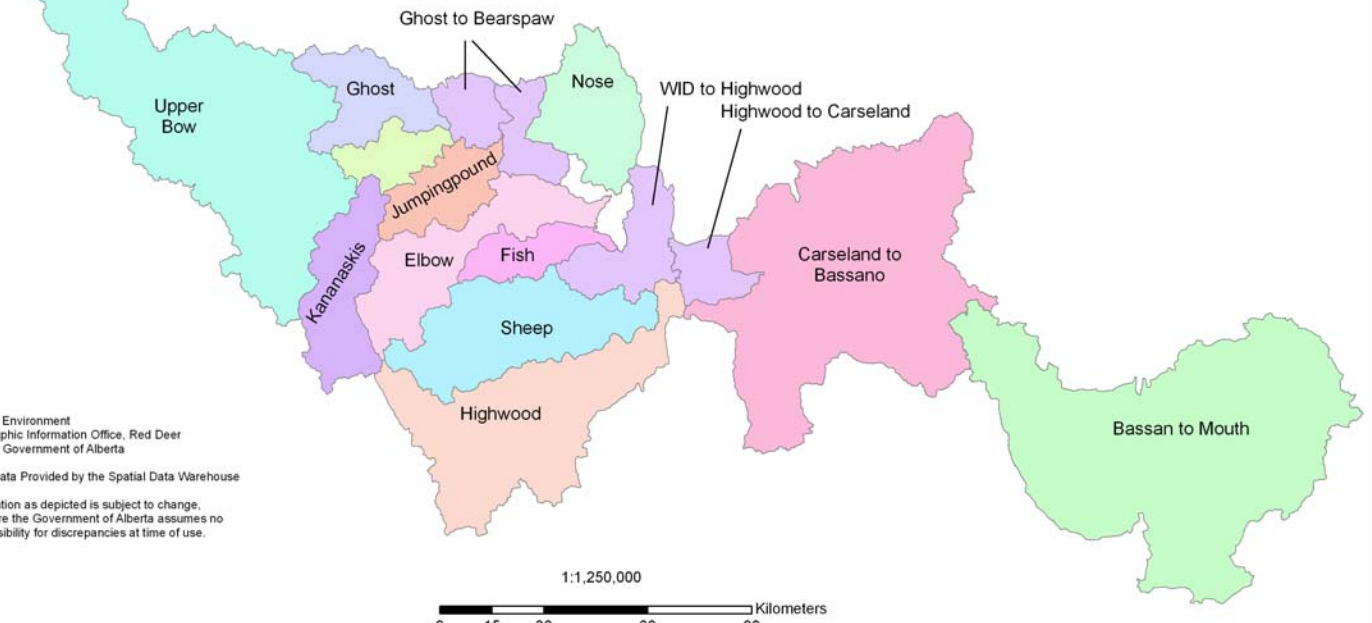 Ghost to Bearspaw
Ghost
Nose
WID to Highwood
Highwood to Carseland
Upper
Bow
Jumpingpound
Kananaskis
Elbow
Fish
Carseland to
Bassano
Sheep
Highwood
Bassan to Mouth
Environment
phic Information Office, Red Deer
Government of Alberta
ata Provided by the Spatial Data Warehouse
tion as depicted is subject to change,
re the Government of Alberta assumes no
sibility for discrepancies at time of use.
1:1,250,000
Kilometers